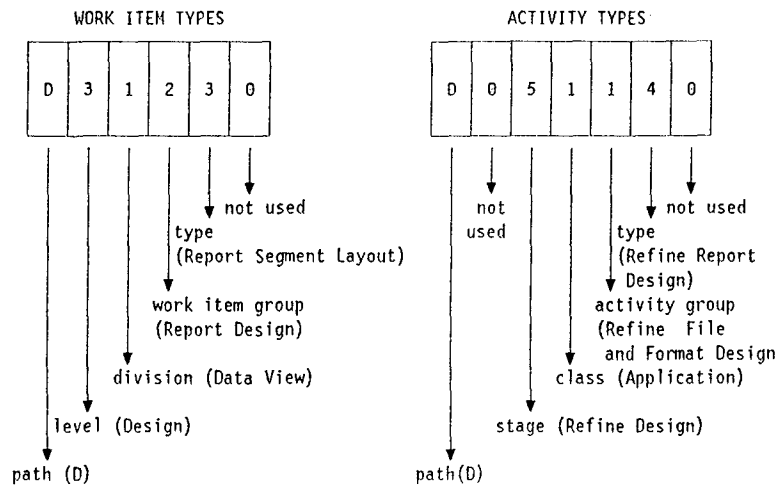 WORK ITEM TYPES
D 3 1 2 3 0
not used
type
(Report Segment Layout)
work item group
(Report Design)
division (Data View)
level (Design)
path (D)
ACTIVITY TYPES
D 0 5 1 1 4 0
not
used
not used
type
(Refine Report
Design)
activity group
(Refine File
and Format Design
class (Application)
stage (Refine Design)
path(D)